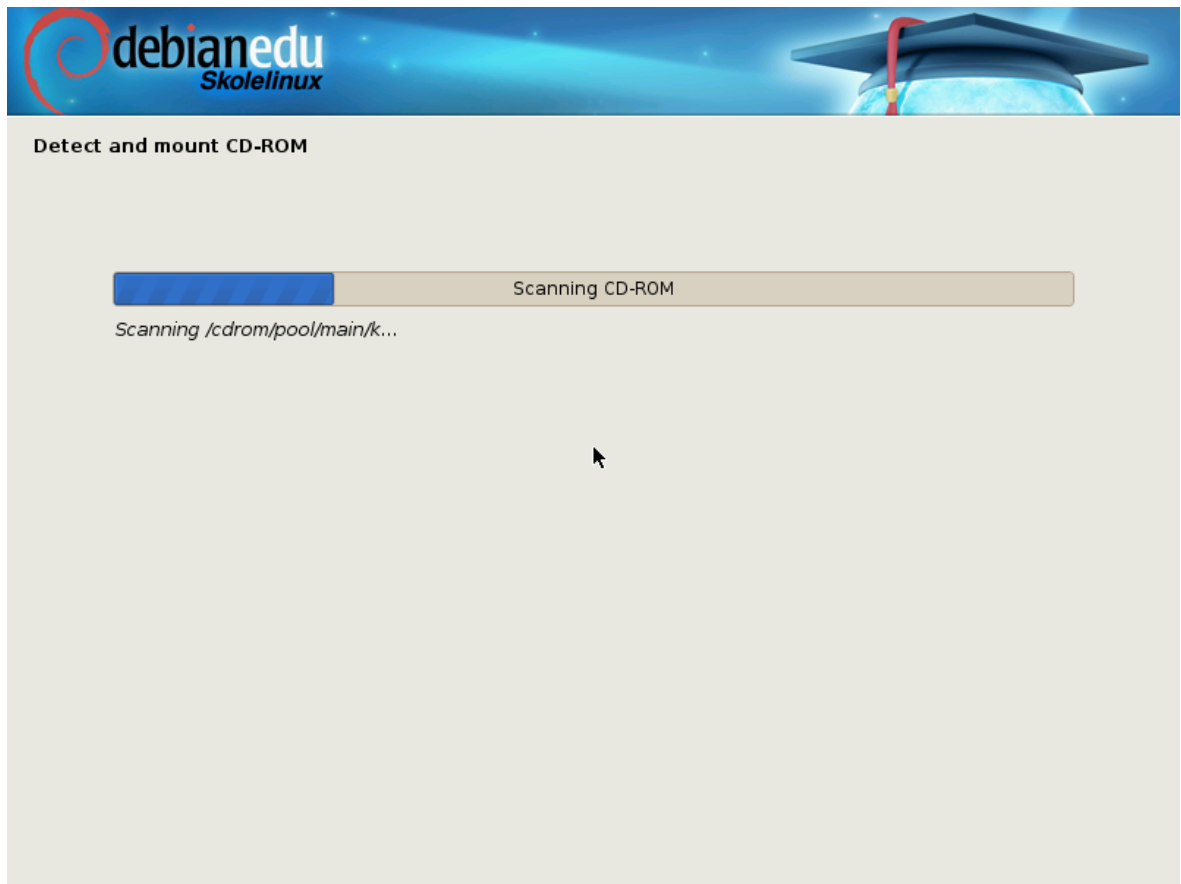 debianedu
Skolelinux
Detect and mount CD-ROM
Scanning CD-ROM
Scanning /cdrom/pool/main/k...